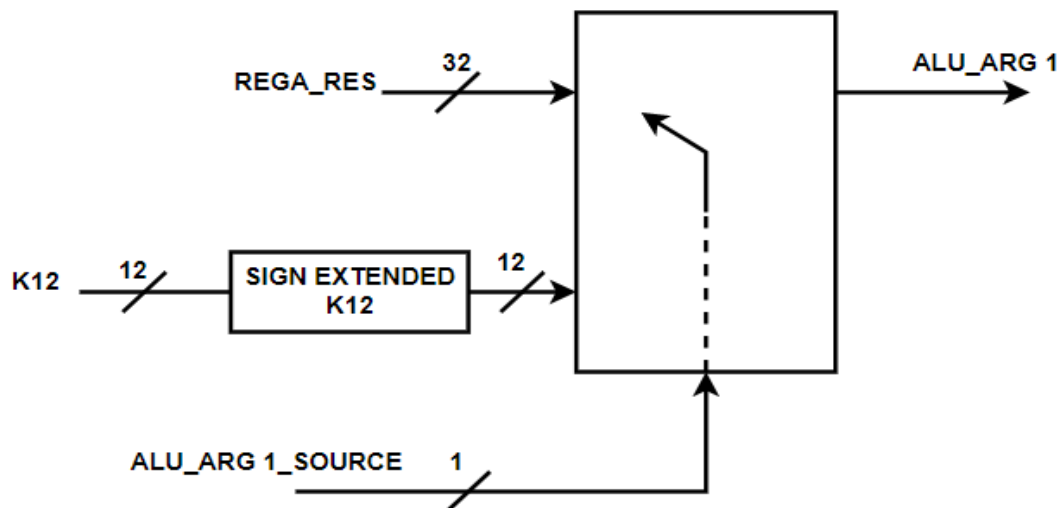 32
REGA_RES
ALU_ARG 1
K12
12
SIGN EXTENDED
K12
12
ALU_ARG 1_SOURCE
1